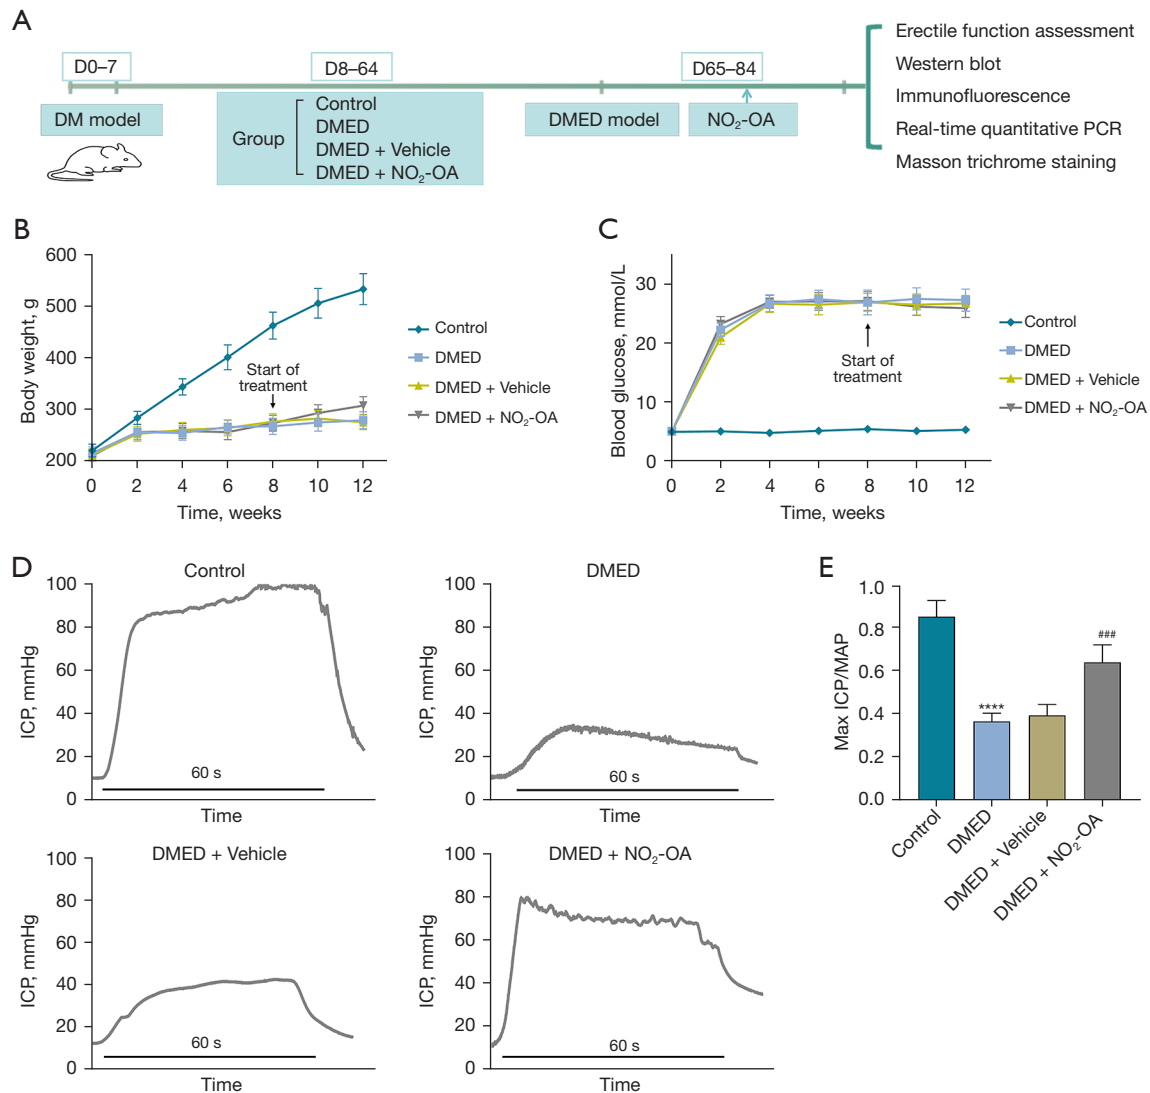 A
D0–7
D8–64
D65–84
DM model
Group
Control
DMED
DMED + Vehicle
DMED + NO₂-OA
DMED model
NO₂-OA
Erectile function assessment
Western blot
Immunofluorescence
Real-time quantitative PCR
Masson trichrome staining
B
Body weight, g
600
500
400
300
200
0 2 4 6 8 10 12
Time, weeks
Start of
treatment
Control
DMED
DMED + Vehicle
DMED + NO₂-OA
C
Blood glucose, mmol/L
30
20
10
0
0 2 4 6 8 10 12
Time, weeks
Start of
treatment
Control
DMED
DMED + Vehicle
DMED + NO₂-OA
D
Control
ICP, mmHg
100
80
60
40
20
0
60 s
Time
DMED
ICP, mmHg
100
80
60
40
20
0
60 s
Time
DMED + Vehicle
ICP, mmHg
100
80
60
40
20
0
60 s
Time
DMED + NO₂-OA
ICP, mmHg
100
80
60
40
20
0
60 s
Time
E
Max ICP/MAP
1.0
0.8
0.6
0.4
0.2
0.0
****
###
Control
DMED
DMED + Vehicle
DMED + NO₂-OA